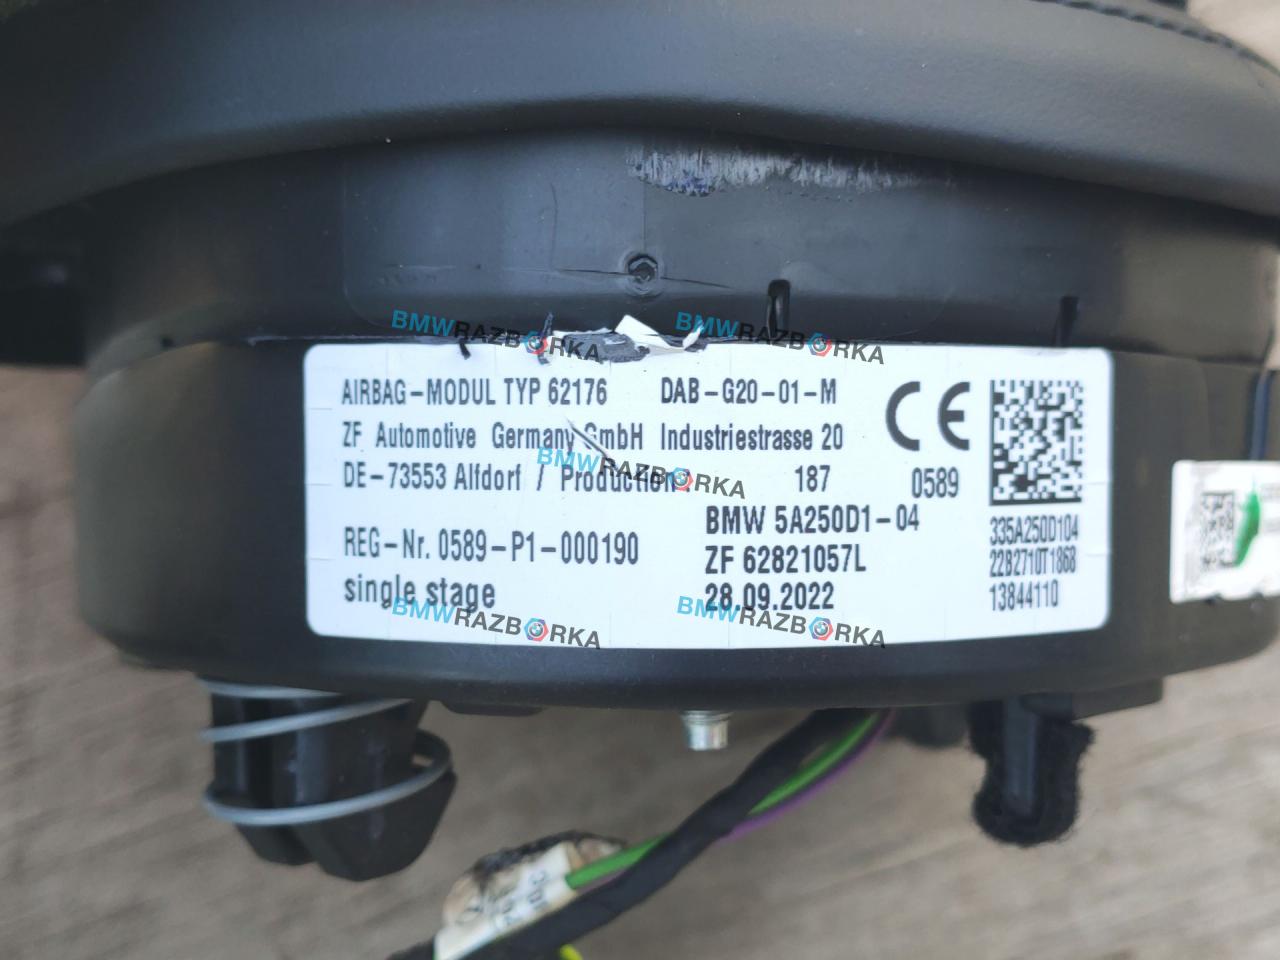 BMWRAZBORKA BMWRAZBORKA
AIRBAG-MODUL TYP 62176 DAB-G20-01-M
ZF Automotive Germany GmbH Industriestrasse 20
DE-73553 Alfdorf / Production: 187 0589
BMWRAZBORKA
BMW 5A250D1-04
REG-Nr. 0589-P1-000190 ZF 62821057L
single stage 28.09.2022
CE
335A250D104
22B2710T1868
13844110
BMWRAZBORKA BMWRAZBORKA